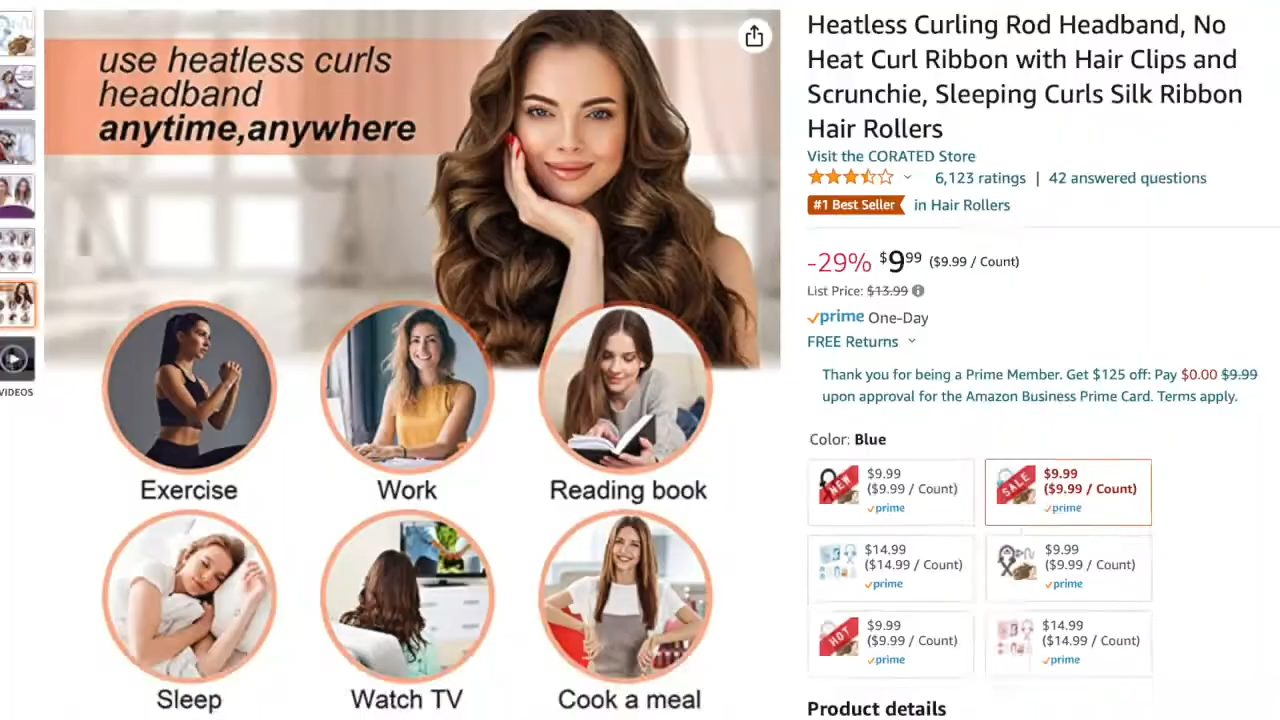 use heatless curls
headband
anytime,anywhere
Exercise
Work
Reading book
Sleep
Watch TV
Cook a meal
VIDEOS
Heatless Curling Rod Headband, No
Heat Curl Ribbon with Hair Clips and
Scrunchie, Sleeping Curls Silk Ribbon
Hair Rollers
Visit the CORATED Store
6,123 ratings | 42 answered questions
#1 Best Seller in Hair Rollers
-29% $999 ($9.99 / Count)
List Price: $13.99
prime One-Day
FREE Returns
Thank you for being a Prime Member. Get $125 off: Pay $0.00 $9.99
upon approval for the Amazon Business Prime Card. Terms apply.
Color: Blue
NEW
$9.99
($9.99 / Count)
prime
SALE
$9.99
($9.99 / Count)
prime
$14.99
($14.99 / Count)
prime
$9.99
($9.99 / Count)
prime
HOT
$9.99
($9.99 / Count)
prime
$14.99
($14.99 / Count)
prime
Product details